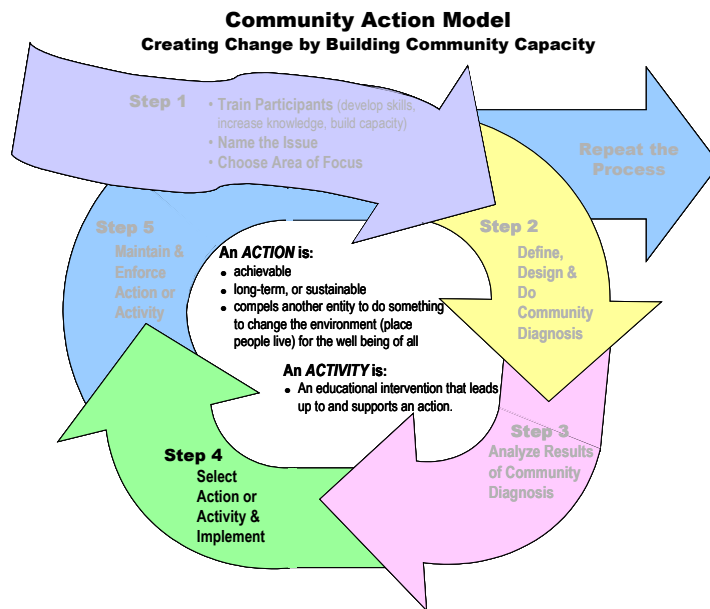 Community Action Model
Creating Change by Building Community Capacity
Step 1
• Train Participants (develop skills,
increase knowledge, build capacity)
• Name the Issue
• Choose Area of Focus
Repeat the
Process
Step 2
Define,
Design &
Do
Community
Diagnosis
Step 3
Analyze Results
of Community
Diagnosis
Step 4
Select
Action or
Activity &
Implement
Step 5
Maintain &
Enforce
Action or
Activity
An ACTION is:
• achievable
• long-term, or sustainable
• compels another entity to do something
to change the environment (place
people live) for the well being of all
An ACTIVITY is:
• An educational intervention that leads
up to and supports an action.